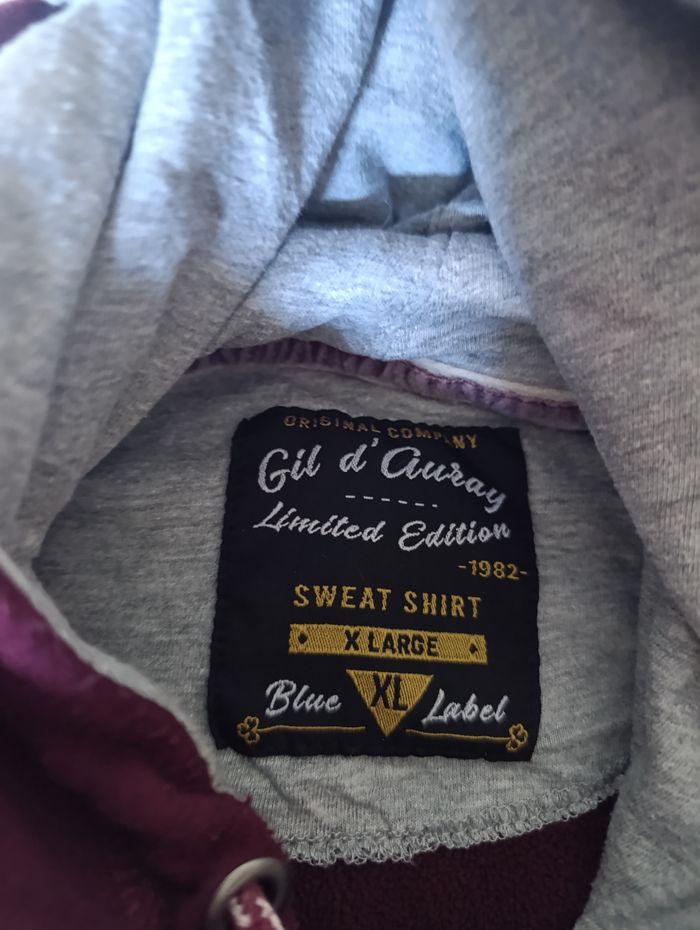 ORIGINAL COMPANY
Gil d'Auray
Limited Edition
-1982-
SWEAT SHIRT
X LARGE
Blue XL Label